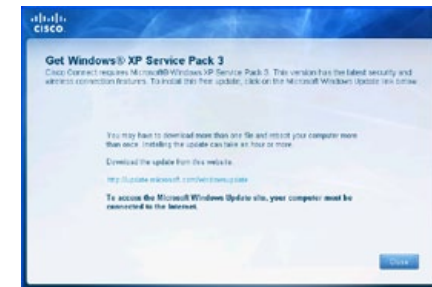 cisco
Get Windows® XP Service Pack 3
Cisco Connect requires Microsoft® Windows XP Service Pack 3. This version has the latest security and
wireless connection features. To install this free update, click on the Microsoft Windows Update link below.
You may have to download more than one file and reboot your computer more
than once. Installing the update can take an hour or more.
Download the update from this website.
http://update.microsoft.com/windowsupdate
To access the Microsoft Windows Update site, your computer must be
connected to the Internet.
Close